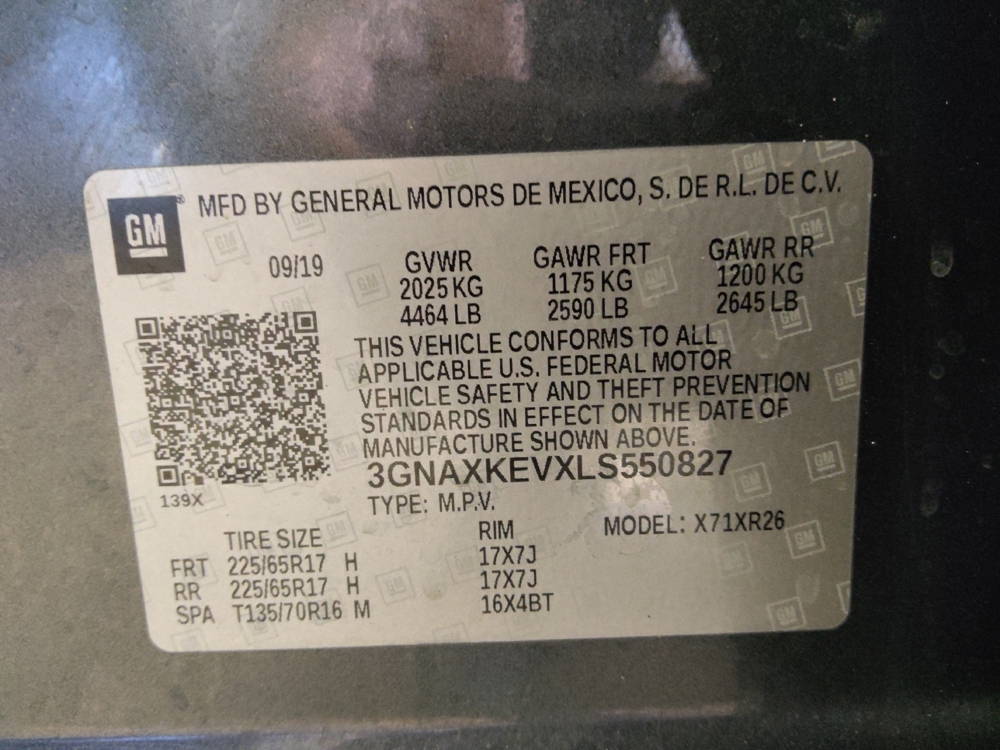 GM ® MFD BY GENERAL MOTORS DE MEXICO, S. DE R.L. DE C.V.
09/19 GVWR GAWR FRT GAWR RR
2025 KG 1175 KG 1200 KG
4464 LB 2590 LB 2645 LB
THIS VEHICLE CONFORMS TO ALL
APPLICABLE U.S. FEDERAL MOTOR
VEHICLE SAFETY AND THEFT PREVENTION
STANDARDS IN EFFECT ON THE DATE OF
MANUFACTURE SHOWN ABOVE.
3GNAXKEVXLS550827
139X TYPE: M.P.V. MODEL: X71XR26
TIRE SIZE RIM
FRT 225/65R17 H 17X7J
RR 225/65R17 H 17X7J
SPA T135/70R16 M 16X4BT